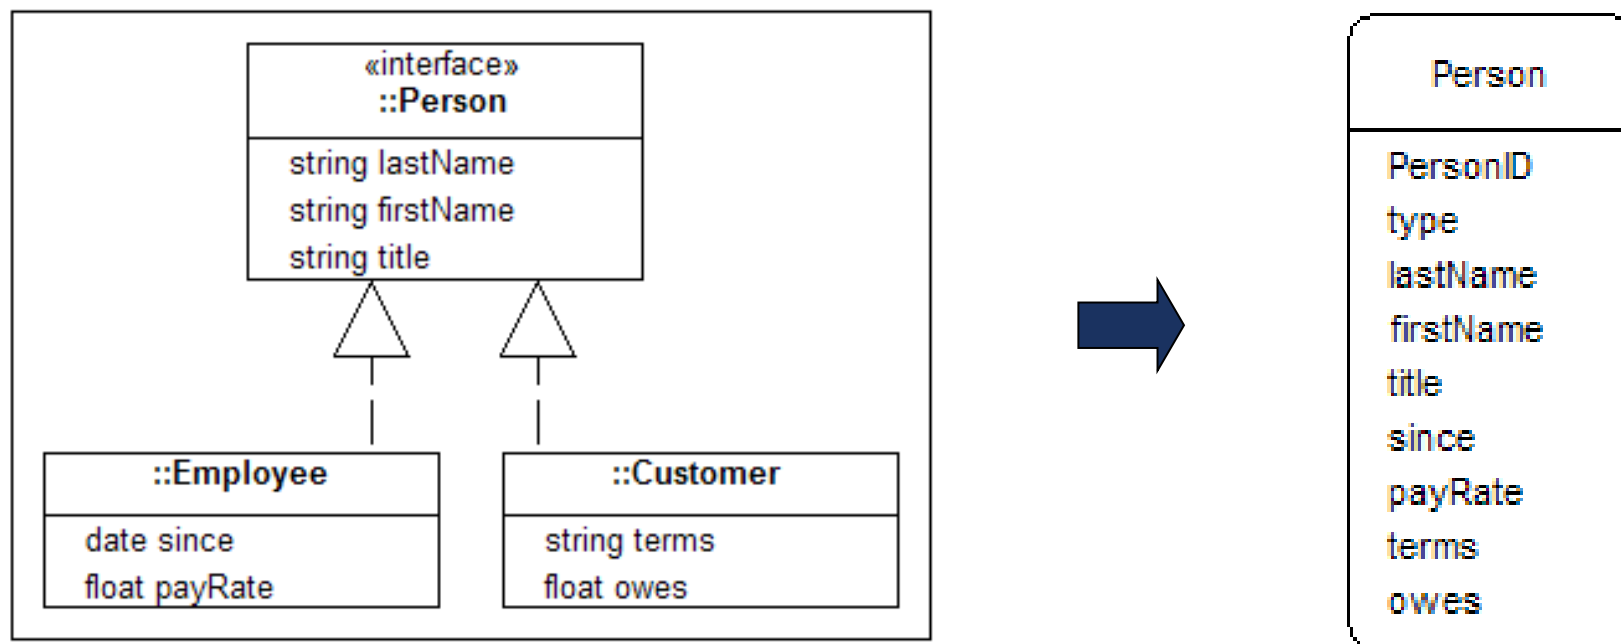 «interface»
::Person
string lastName
string firstName
string title
::Employee
date since
float payRate
::Customer
string terms
float owes
Person
PersonID
type
lastName
firstName
title
since
payRate
terms
owes